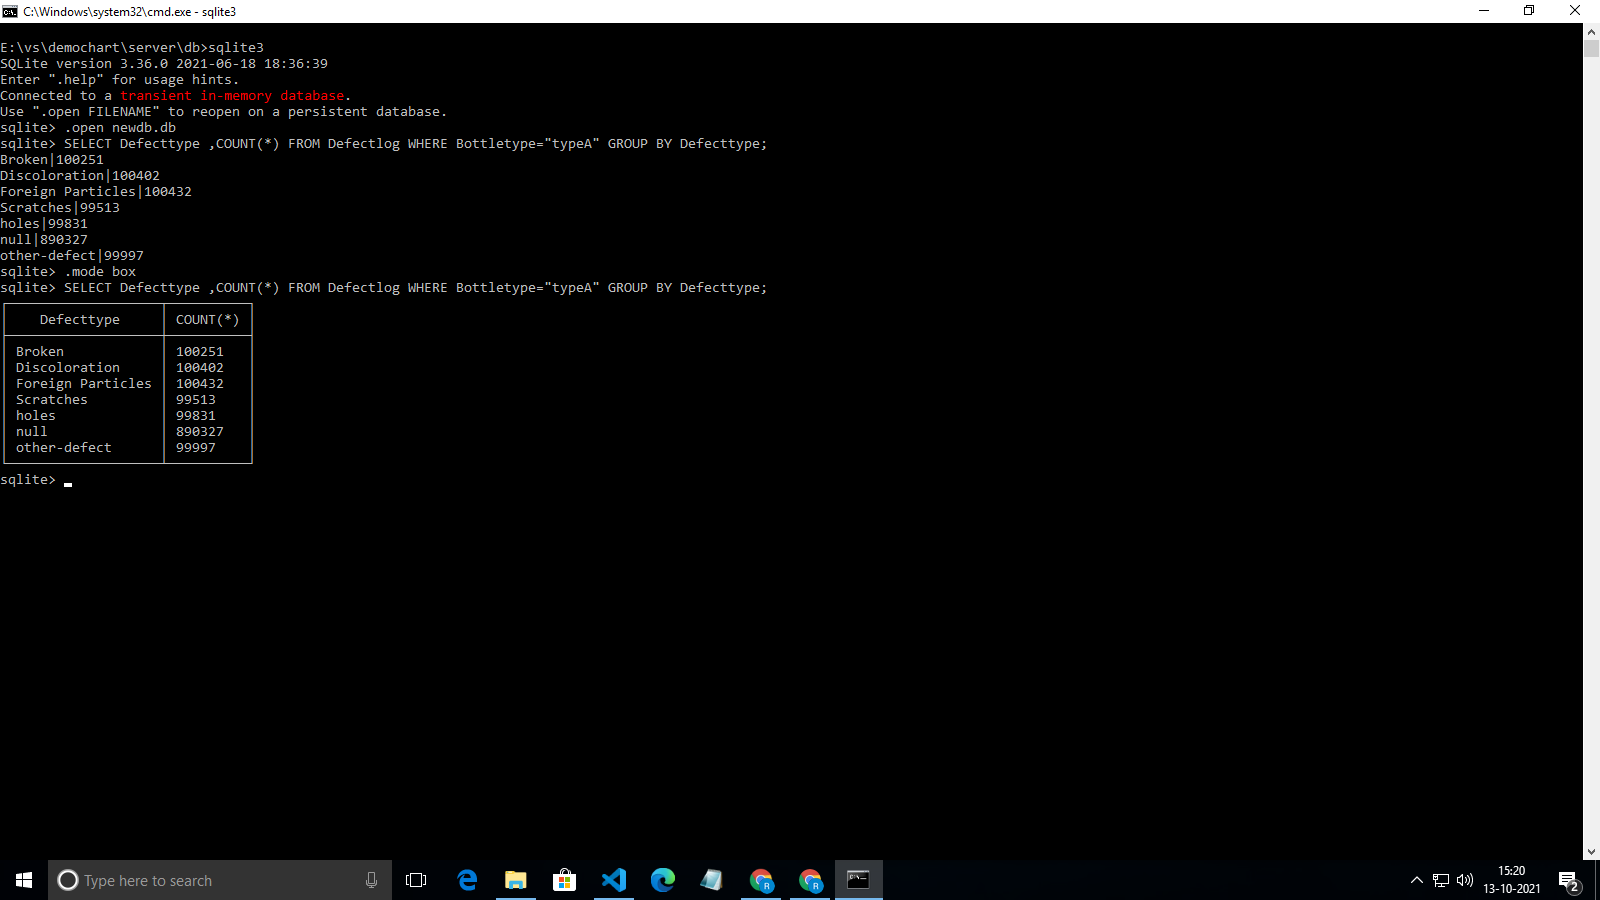 C:\Windows\system32\cmd.exe - sqlite3
E:\vs\demochart\server\db>sqlite3
SQLite version 3.36.0 2021-06-18 18:36:39
Enter ".help" for usage hints.
Connected to a transient in-memory database.
Use ".open FILENAME" to reopen on a persistent database.
sqlite> .open newdb.db
sqlite> SELECT Defecttype ,COUNT(*) FROM Defectlog WHERE Bottletype="typeA" GROUP BY Defecttype;
Broken|100251
Discoloration|100402
Foreign Particles|100432
Scratches|99513
holes|99831
null|890327
other-defect|99997
sqlite> .mode box
sqlite> SELECT Defecttype ,COUNT(*) FROM Defectlog WHERE Bottletype="typeA" GROUP BY Defecttype;
Defecttype COUNT(*)
Broken 100251
Discoloration 100402
Foreign Particles 100432
Scratches 99513
holes 99831
null 890327
other-defect 99997
sqlite>
Type here to search
15:20
13-10-2021
2